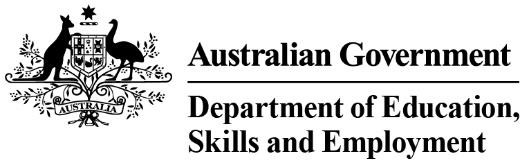 AUSTRALIA
Australian Government
Department of Education,
Skills and Employment